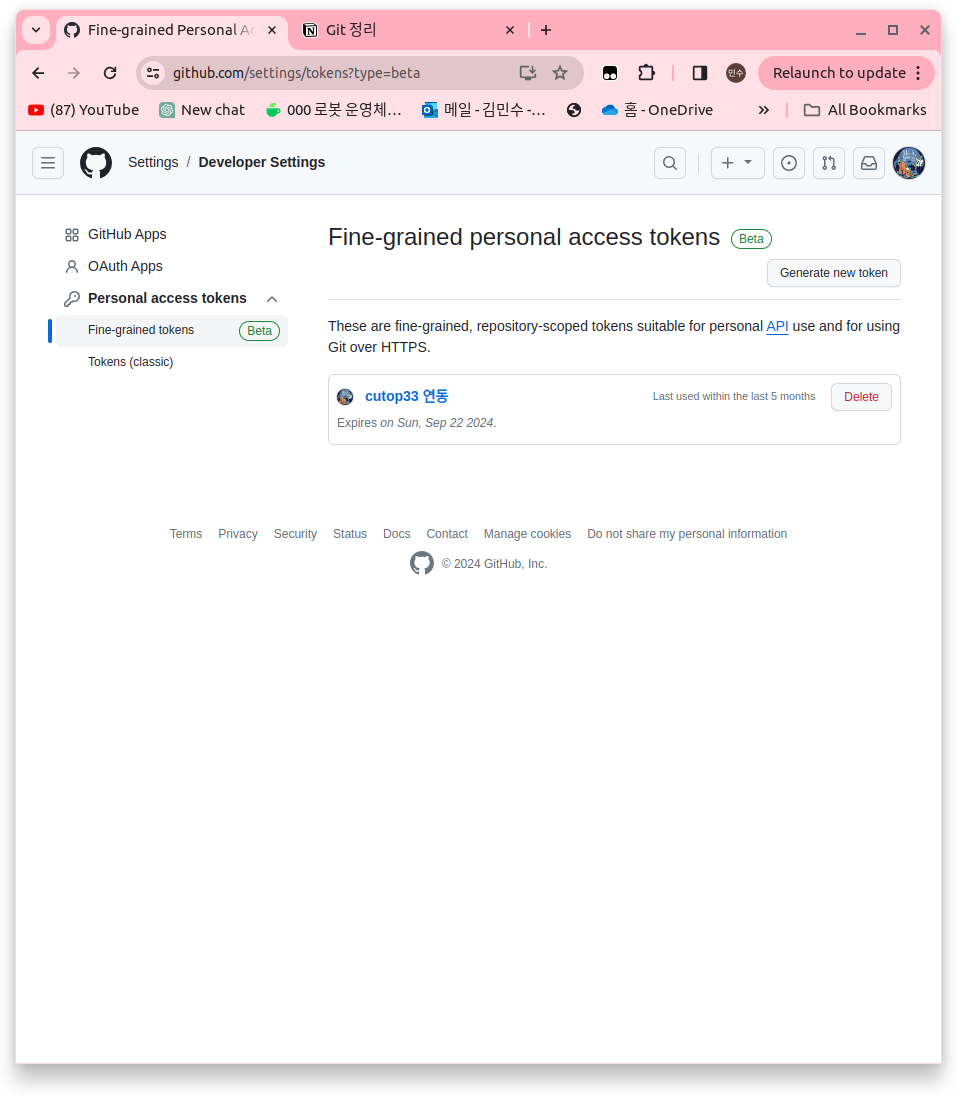 Fine-grained Personal Ac
Git 정리
github.com/settings/tokens?type=beta
민수
Relaunch to update
(87) YouTube
New chat
000 로봇 운영체…
메일 - 김민수 -…
홈 - OneDrive
All Bookmarks
Settings / Developer Settings
GitHub Apps
OAuth Apps
Personal access tokens
Fine-grained tokens Beta
Tokens (classic)
Fine-grained personal access tokens Beta
Generate new token
These are fine-grained, repository-scoped tokens suitable for personal API use and for using
Git over HTTPS.
cutop33 연동 Last used within the last 5 months Delete
Expires on Sun, Sep 22 2024.
Terms Privacy Security Status Docs Contact Manage cookies Do not share my personal information
© 2024 GitHub, Inc.